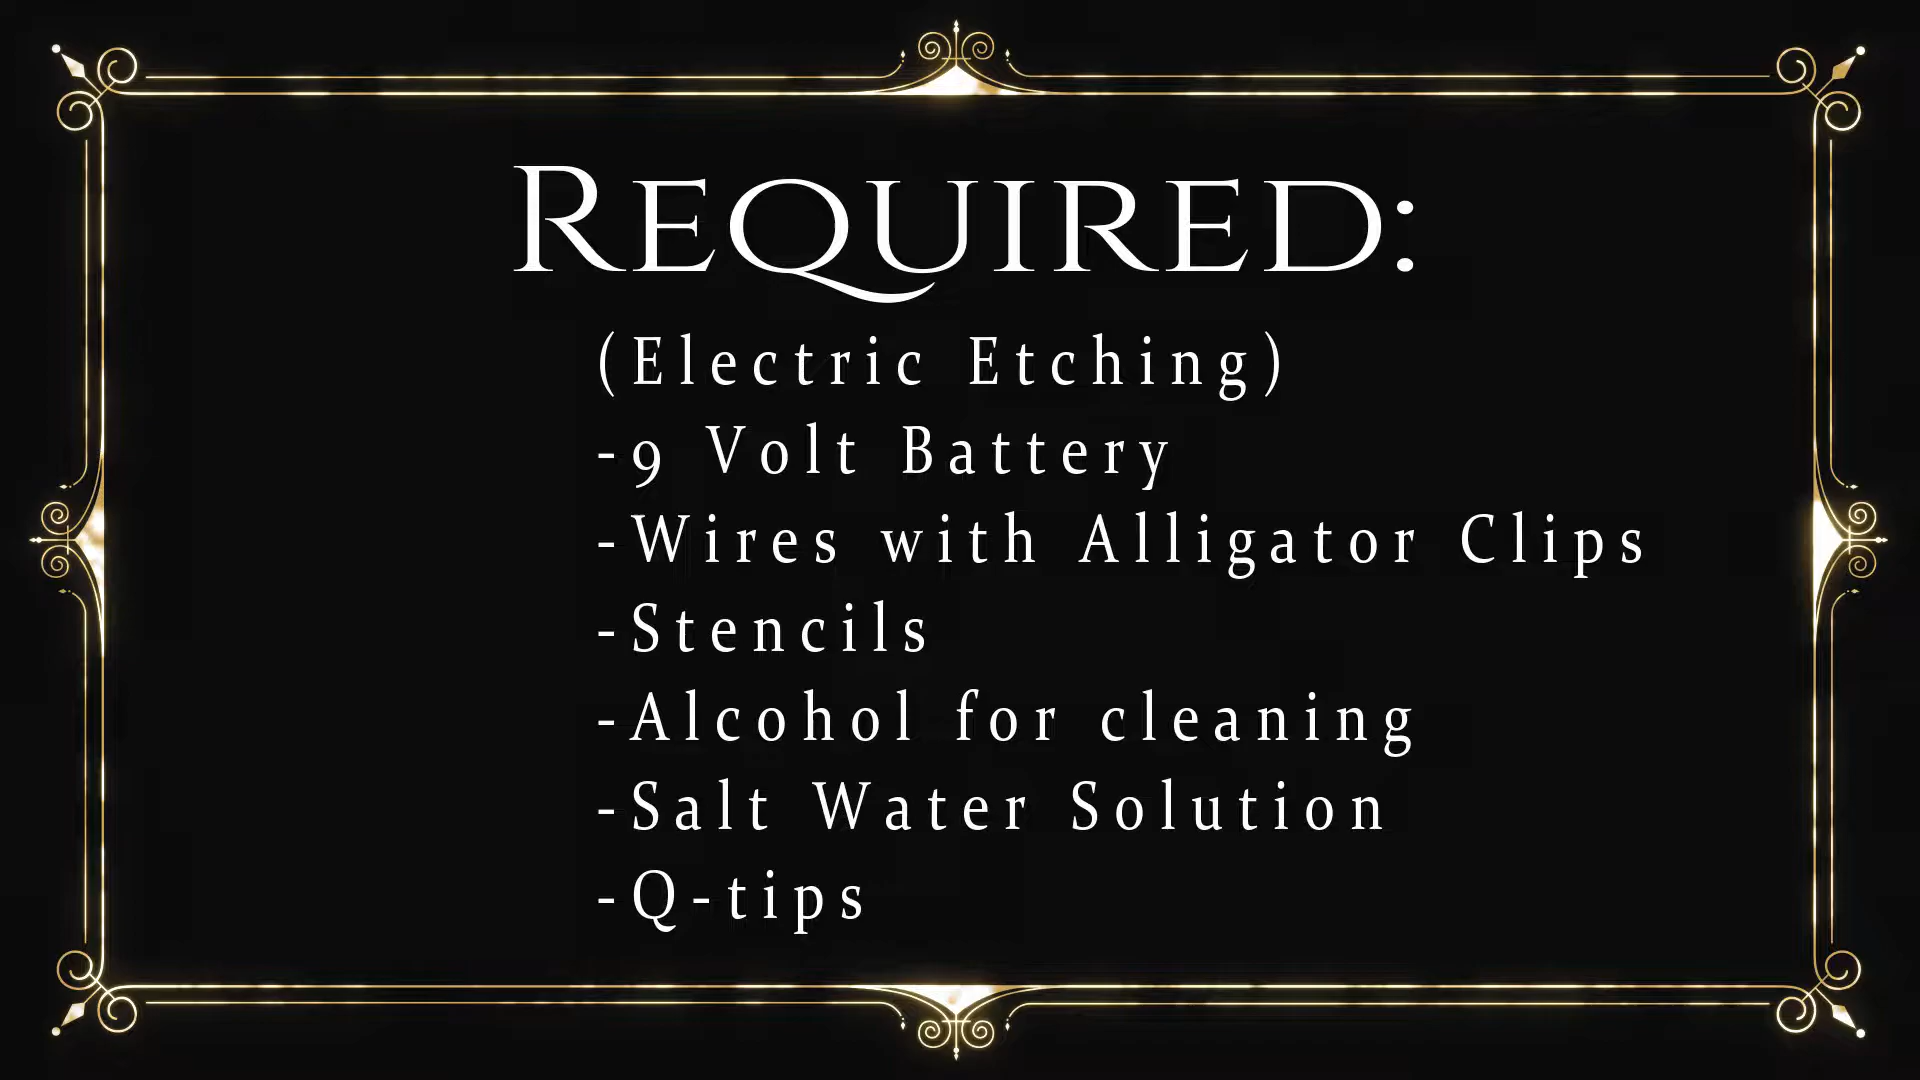 Required:
(Electric Etching)
-9 Volt Battery
-Wires with Alligator Clips
-Stencils
-Alcohol for cleaning
-Salt Water Solution
-Q-tips